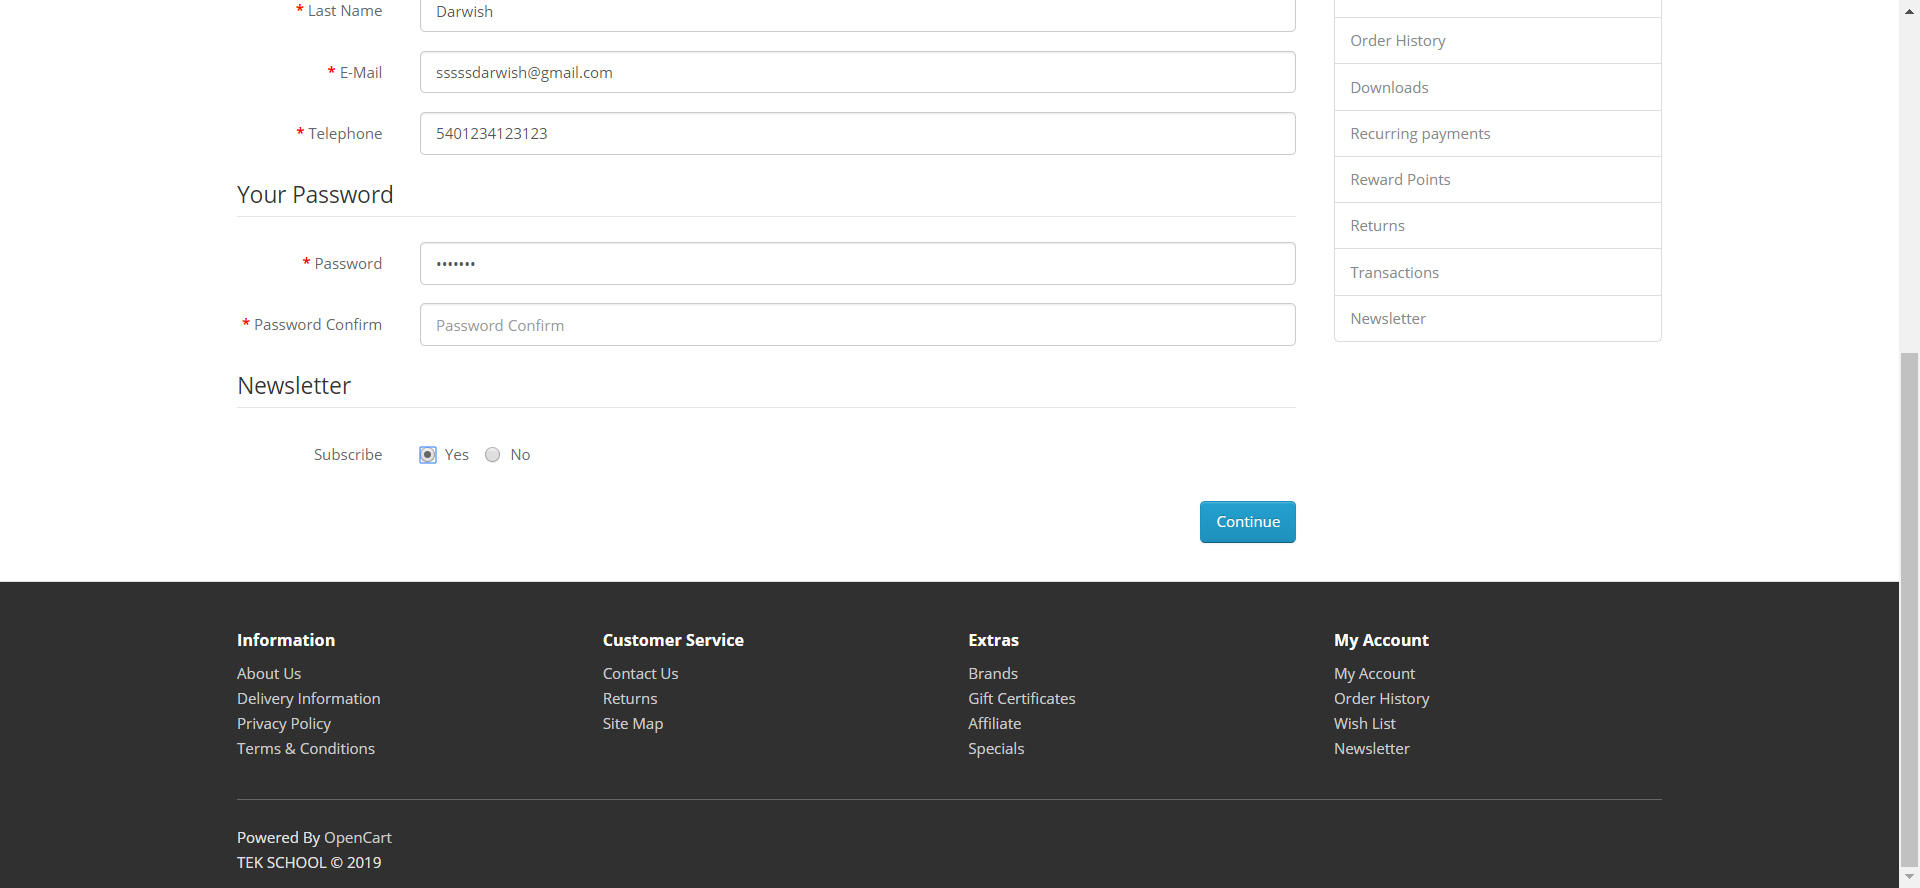 * Last Name
Darwish
* E-Mail
sssssdarwish@gmail.com
* Telephone
5401234123123
Your Password
* Password
•••••••
* Password Confirm
Password Confirm
Newsletter
Subscribe
Yes
No
Continue
Order History
Downloads
Recurring payments
Reward Points
Returns
Transactions
Newsletter
Information
About Us
Delivery Information
Privacy Policy
Terms & Conditions
Customer Service
Contact Us
Returns
Site Map
Extras
Brands
Gift Certificates
Affiliate
Specials
My Account
My Account
Order History
Wish List
Newsletter
Powered By OpenCart
TEK SCHOOL © 2019